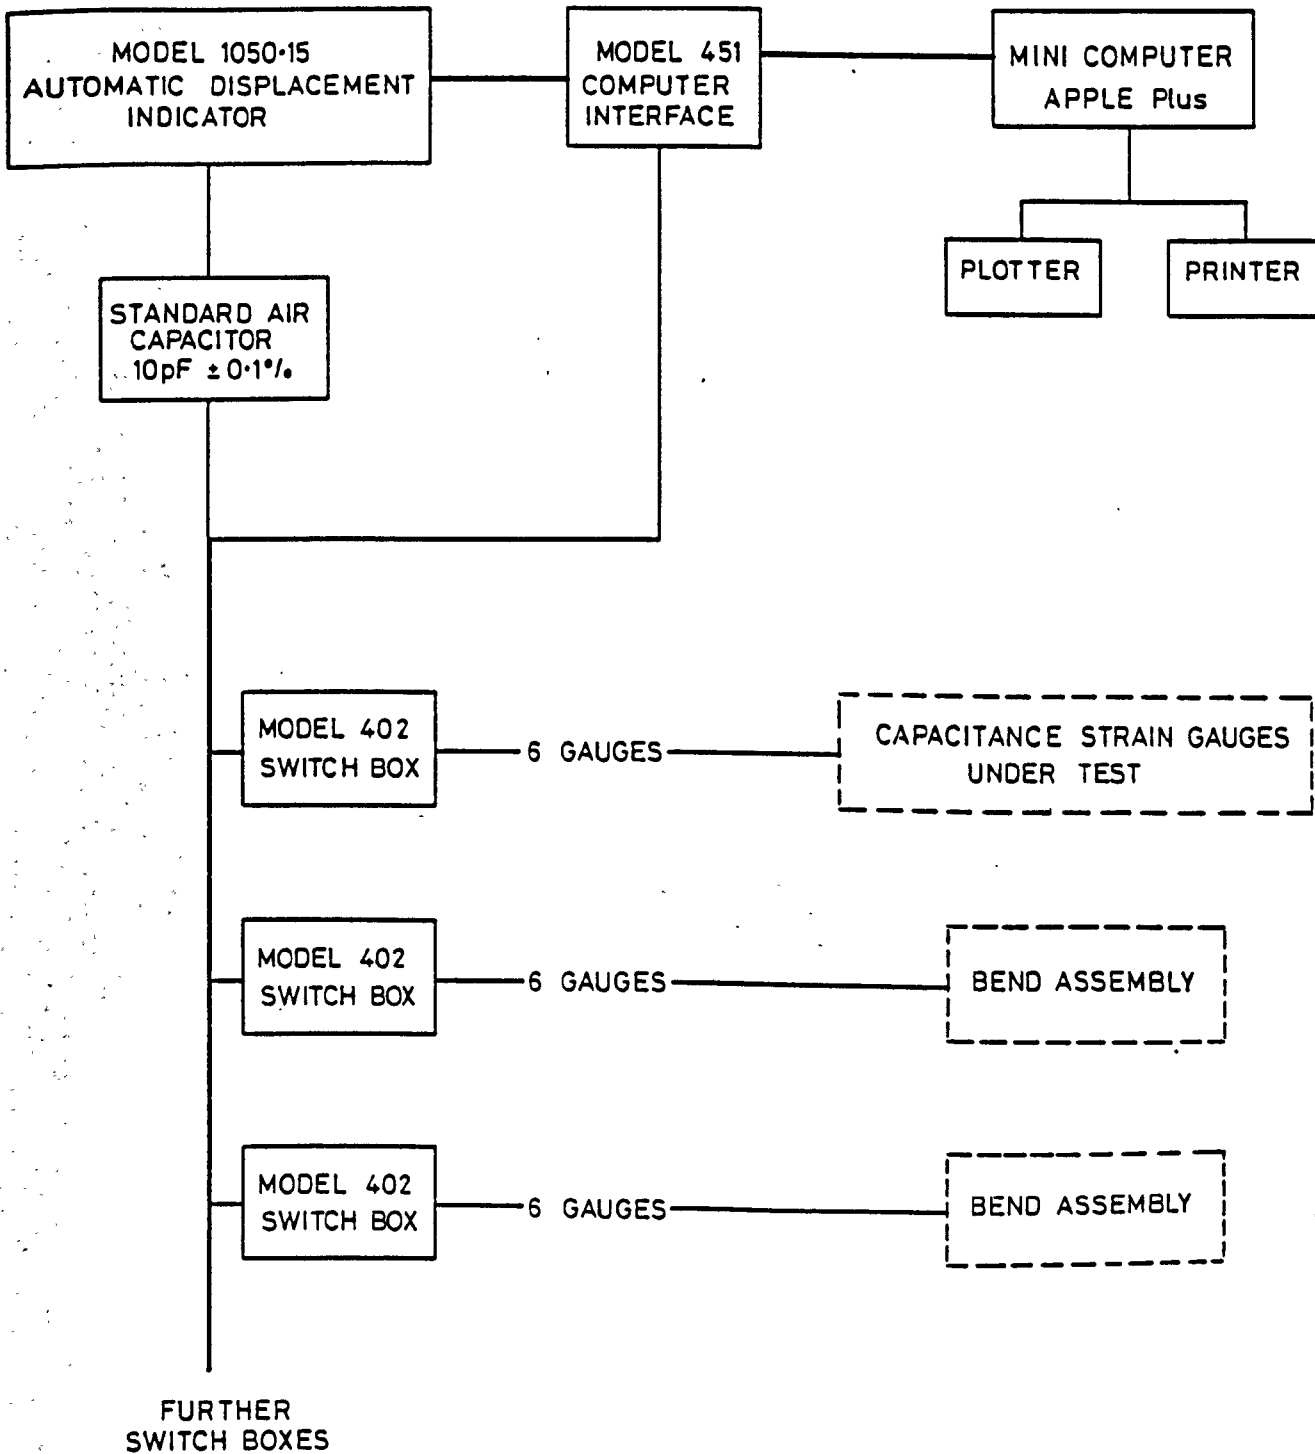 MODEL 1050·15
AUTOMATIC DISPLACEMENT
INDICATOR
MODEL 451
COMPUTER
INTERFACE
MINI COMPUTER
APPLE Plus
PLOTTER
PRINTER
STANDARD AIR
CAPACITOR
10pF ±0·1%
MODEL 402
SWITCH BOX
6 GAUGES
CAPACITANCE STRAIN GAUGES
UNDER TEST
MODEL 402
SWITCH BOX
6 GAUGES
BEND ASSEMBLY
MODEL 402
SWITCH BOX
6 GAUGES
BEND ASSEMBLY
FURTHER
SWITCH BOXES